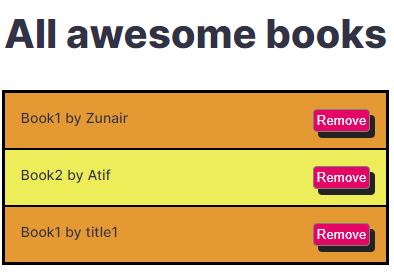 All awesome books
Book1 by Zunair
Remove
Book2 by Atif
Remove
Book1 by title1
Remove